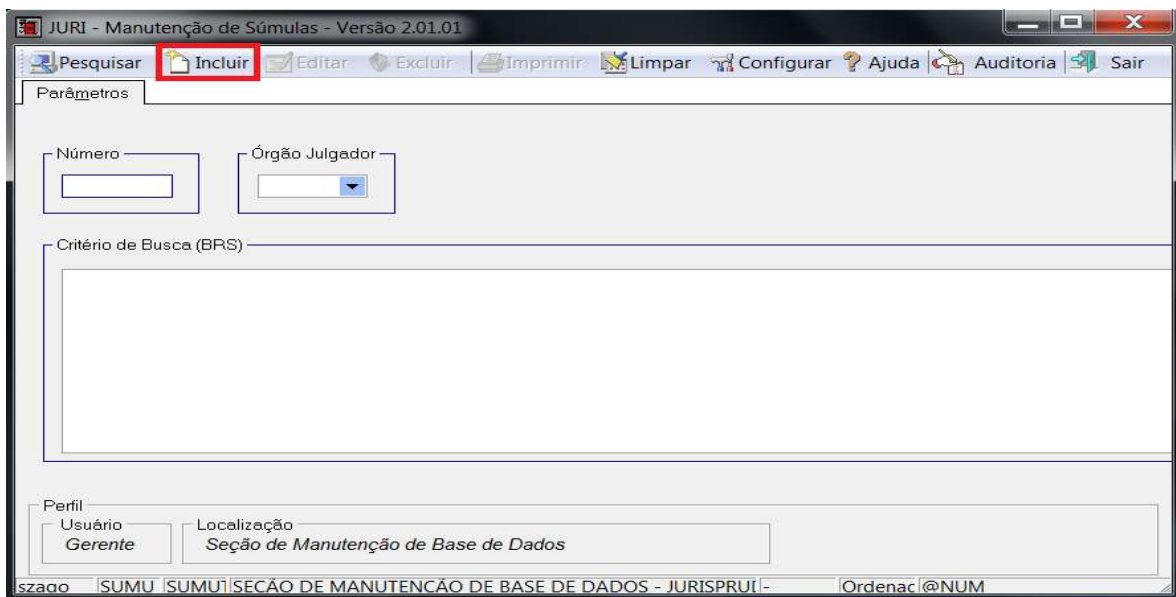 JURI - Manutenção de Súmulas - Versão 2.01.01
Pesquisar Incluir Editar Excluir Imprimir Limpar Configurar Ajuda Auditoria Sair
Parâmetros
Número Órgão Julgador
Critério de Busca (BRS)
Perfil
Usuário Localização
Gerente Seção de Manutenção de Base de Dados
szago SUMU SUMUT SEÇÃO DE MANUTENÇÃO DE BASE DE DADOS - JURISPRUI - Ordenac @NUM